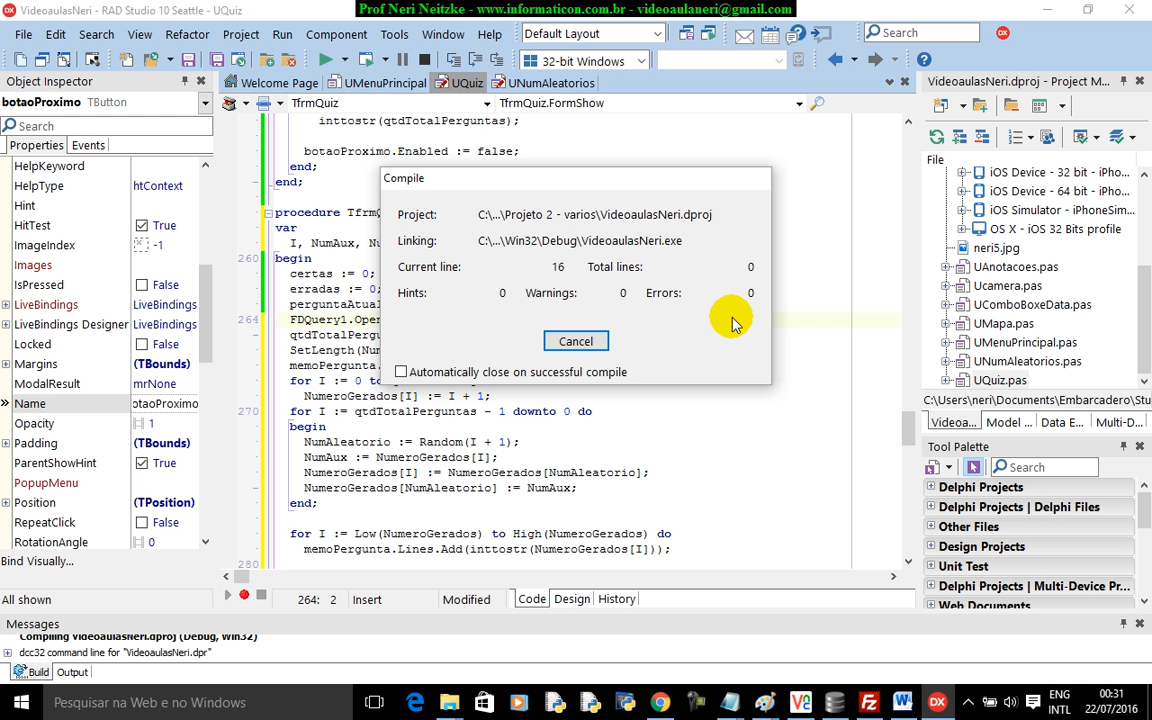 VideoaulasNeri - RAD Studio 10 Seattle - UQuiz
Prof Neri Neitzke - www.informaticon.com.br - videoaulaneri@gmail.com
File Edit Search View Refactor Project Run Component Tools Window Help
Default Layout
Search
32-bit Windows
Object Inspector
botaoProximo TButton
Search
Properties Events
HelpKeyword
HelpType htContext
Hint
HitTest True
ImageIndex -1
Images
IsPressed False
LiveBindings LiveBindings
LiveBindings Designer LiveBindings
Locked False
Margins (TBounds)
ModalResult mrNone
Name otaoProximo
Opacity 1
Padding (TBounds)
ParentShowHint True
PopupMenu
Position (TPosition)
RepeatClick False
RotationAngle 0
Bind Visually...
All shown
Welcome Page UMenuPrincipal UQuiz UNumAleatorios
TfrmQuiz TfrmQuiz.FormShow
inttostr(qtdTotalPerguntas);
botaoProximo.Enabled := false;
end;
end;
procedure TfrmQ
var
I, NumAux, Nu
260 begin
certas := 0;
erradas := 0;
perguntaAtual
264 FDQuery1.Open
qtdTotalPergu
SetLength(Num
memoPergunta.
for I := 0 to
NumeroGerados[I] := I + 1;
270 for I := qtdTotalPerguntas - 1 downto 0 do
begin
NumAleatorio := Random(I + 1);
NumAux := NumeroGerados[I];
NumeroGerados[I] := NumeroGerados[NumAleatorio];
NumeroGerados[NumAleatorio] := NumAux;
end;
for I := Low(NumeroGerados) to High(NumeroGerados) do
memoPergunta.Lines.Add(inttostr(NumeroGerados[I]));
280
264: 2 Insert Modified Code Design History
Compile
Project: C:\...\Projeto 2 - varios\VideoaulasNeri.dproj
Linking: C:\...\Win32\Debug\VideoaulasNeri.exe
Current line: 16 Total lines: 0
Hints: 0 Warnings: 0 Errors: 0
Cancel
Automatically close on successful compile
VideoaulasNeri.dproj - Project M...
File
iOS Device - 32 bit - iPho...
iOS Device - 64 bit - iPho...
iOS Simulator - iPhoneSim...
OS X - iOS 32 Bits profile
neri5.jpg
UAnotacoes.pas
Ucamera.pas
UComboBoxeData.pas
UMapa.pas
UMenuPrincipal.pas
UNumAleatorios.pas
UQuiz.pas
C:\Users\neri\Documents\Embarcadero\Stu
Videoa... Model ... Data E... Multi-D...
Tool Palette
Search
Delphi Projects
Delphi Projects | Delphi Files
Other Files
Design Projects
Unit Test
Delphi Projects | Multi-Device Pr...
Web Documents
Messages
Compiling VideoaulasNeri.dproj (Debug, Win32)
dcc32 command line for "VideoaulasNeri.dpr"
Build Output
Pesquisar na Web e no Windows
ENG
INTL
00:31
22/07/2016